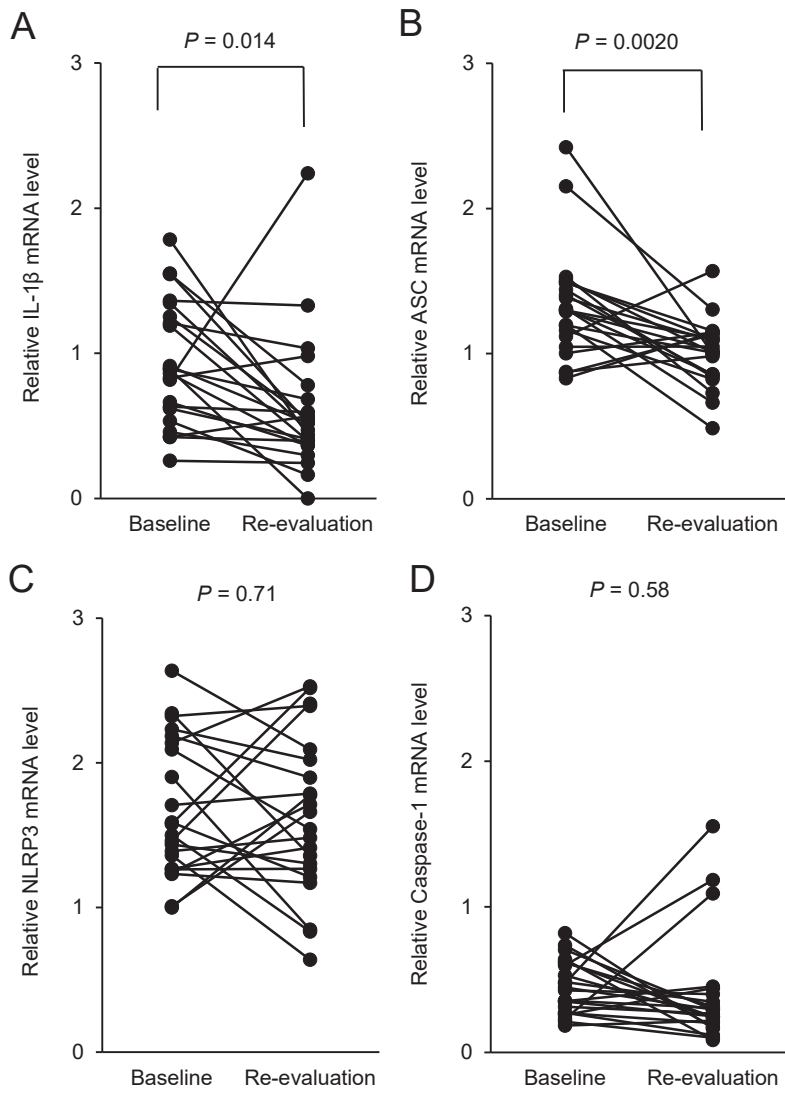 A
P = 0.014
3
2
1
0
Relative IL-1β mRNA level
Baseline
Re-evaluation
B
P = 0.0020
3
2
1
0
Relative ASC mRNA level
Baseline
Re-evaluation
C
P = 0.71
3
2
1
0
Relative NLRP3 mRNA level
Baseline
Re-evaluation
D
P = 0.58
3
2
1
0
Relative Caspase-1 mRNA level
Baseline
Re-evaluation